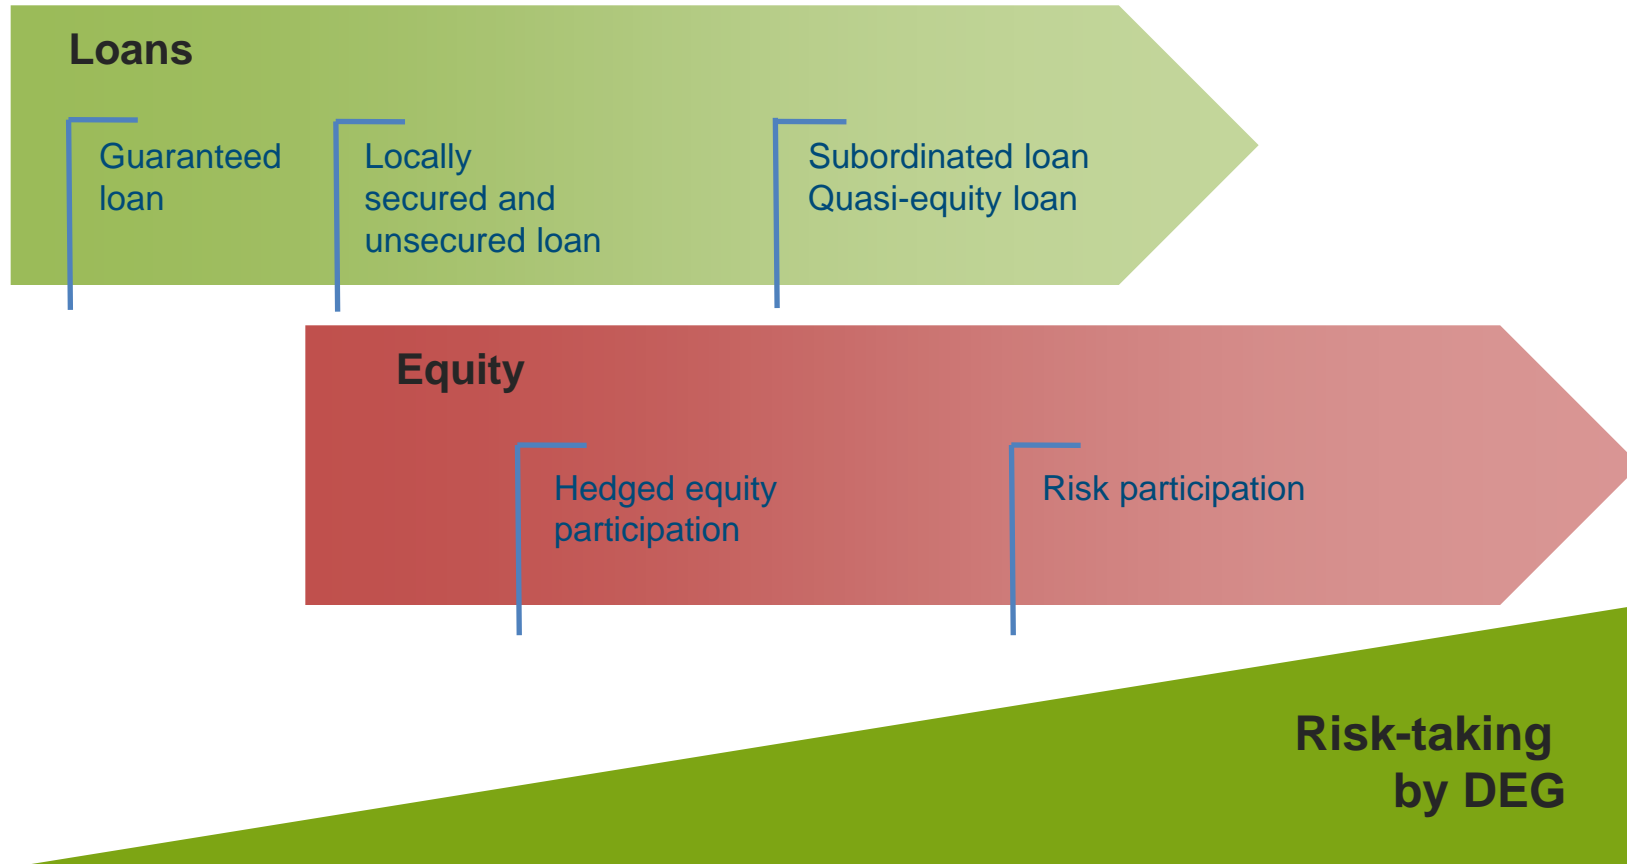 Loans
Guaranteed
loan
Locally
secured and
unsecured loan
Subordinated loan
Quasi-equity loan
Equity
Hedged equity
participation
Risk participation
Risk-taking
by DEG